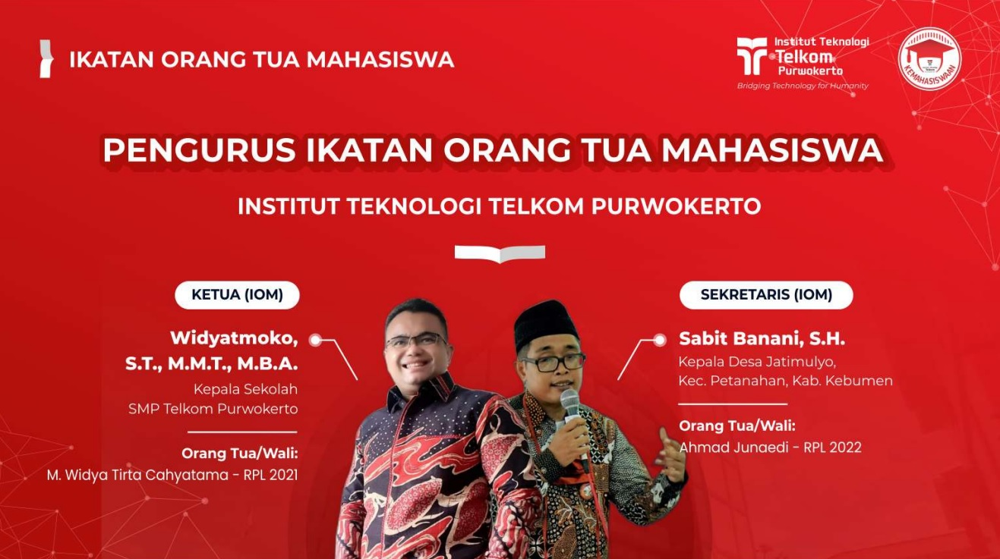 IKATAN ORANG TUA MAHASISWA
Institut Teknologi
Telkom
Purwokerto
Bridging Technology for Humanity
KEMAHASISWAAN
PENGURUS IKATAN ORANG TUA MAHASISWA
INSTITUT TEKNOLOGI TELKOM PURWOKERTO
KETUA (IOM)
Widyatmoko,
S.T., M.M.T., M.B.A.
Kepala Sekolah
SMP Telkom Purwokerto
Orang Tua/Wali:
M. Widya Tirta Cahyatama - RPL 2021
SEKRETARIS (IOM)
Sabit Banani, S.H.
Kepala Desa Jatimulyo,
Kec. Petanahan, Kab. Kebumen
Orang Tua/Wali:
Ahmad Junaedi - RPL 2022